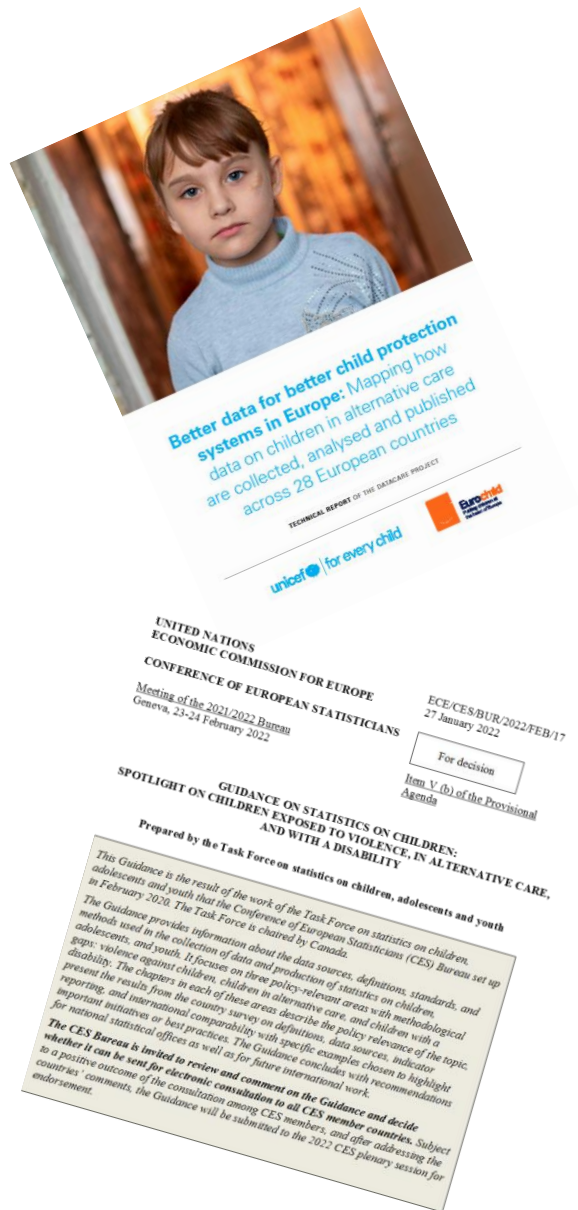 Better data for better child protection
systems in Europe: Mapping how
data on children in alternative care
are collected, analysed and published
across 28 European countries
TECHNICAL REPORT OF THE DATACARE PROJECT
unicef | for every child
Eurochild
UNITED NATIONS
ECONOMIC COMMISSION FOR EUROPE
CONFERENCE OF EUROPEAN STATISTICIANS
Meeting of the 2021/2022 Bureau
Geneva, 23-24 February 2022
ECE/CES/BUR/2022/FEB/17
27 January 2022
For decision
Item V (b) of the Provisional
Agenda
GUIDANCE ON STATISTICS ON CHILDREN:
SPOTLIGHT ON CHILDREN EXPOSED TO VIOLENCE, IN ALTERNATIVE CARE,
AND WITH A DISABILITY
Prepared by the Task Force on statistics on children, adolescents and youth
This Guidance is the result of the work of the Task Force on statistics on children,
adolescents and youth that the Conference of European Statisticians (CES) Bureau set up
in February 2020. The Task Force is chaired by Canada.
The Guidance provides information about the data sources, definitions, standards, and
methods used in the collection of data and production of statistics on children,
adolescents, and youth. It focuses on three policy-relevant areas with methodological
gaps: violence against children, children in alternative care, and children with a
disability. The chapters in each of these areas describe the policy relevance of the topic,
present the results from the country survey on definitions, data sources, indicator
reporting, and international comparability with specific examples chosen to highlight
important initiatives or best practices. The Guidance concludes with recommendations
for national statistical offices as well as for future international work.
The CES Bureau is invited to review and comment on the Guidance and decide
whether it can be sent for electronic consultation to all CES member countries. Subject
to a positive outcome of the consultation among CES members, and after addressing the
countries' comments, the Guidance will be submitted to the 2022 CES plenary session for
endorsement.